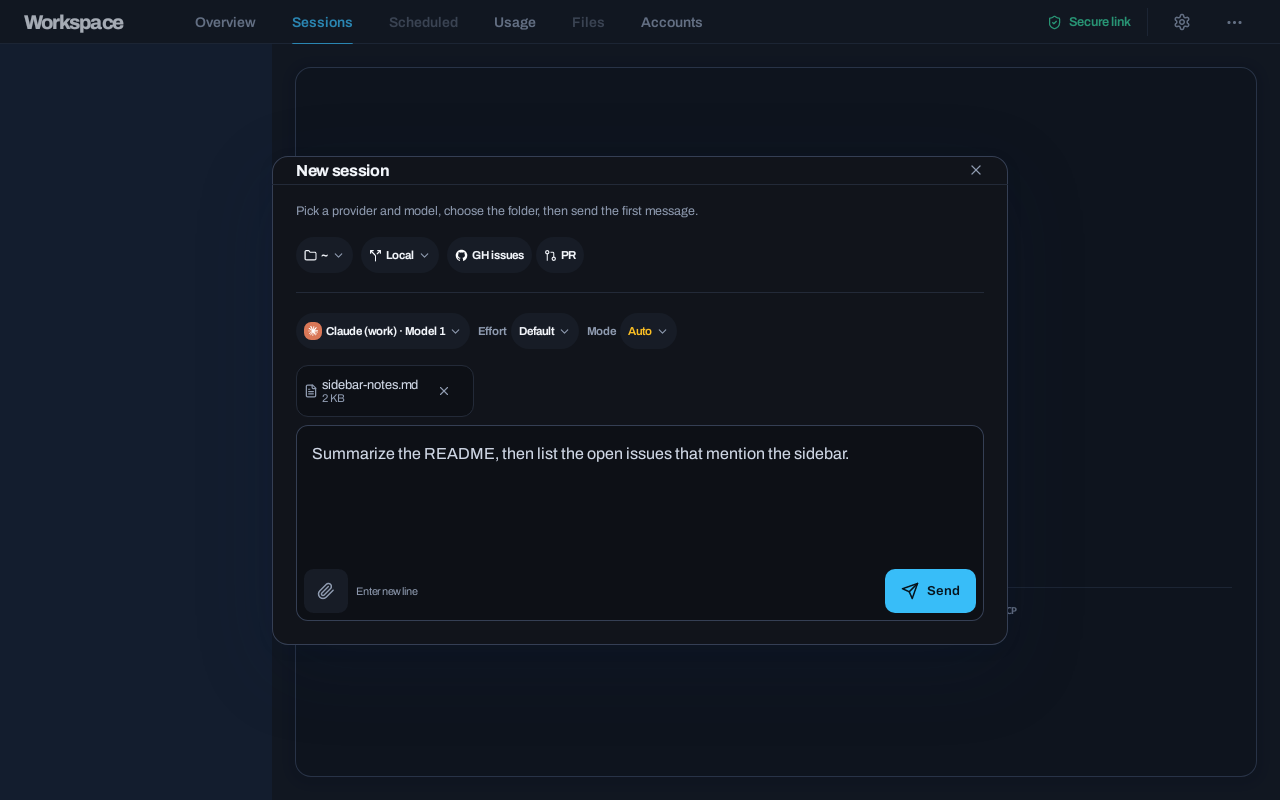 Workspace
Overview
Sessions
Scheduled
Usage
Files
Accounts
Secure link
New session
Pick a provider and model, choose the folder, then send the first message.
~
Local
GH issues
PR
Claude (work) · Model 1
Effort
Default
Mode
Auto
sidebar-notes.md
2 KB
Summarize the README, then list the open issues that mention the sidebar.
Enter new line
Send